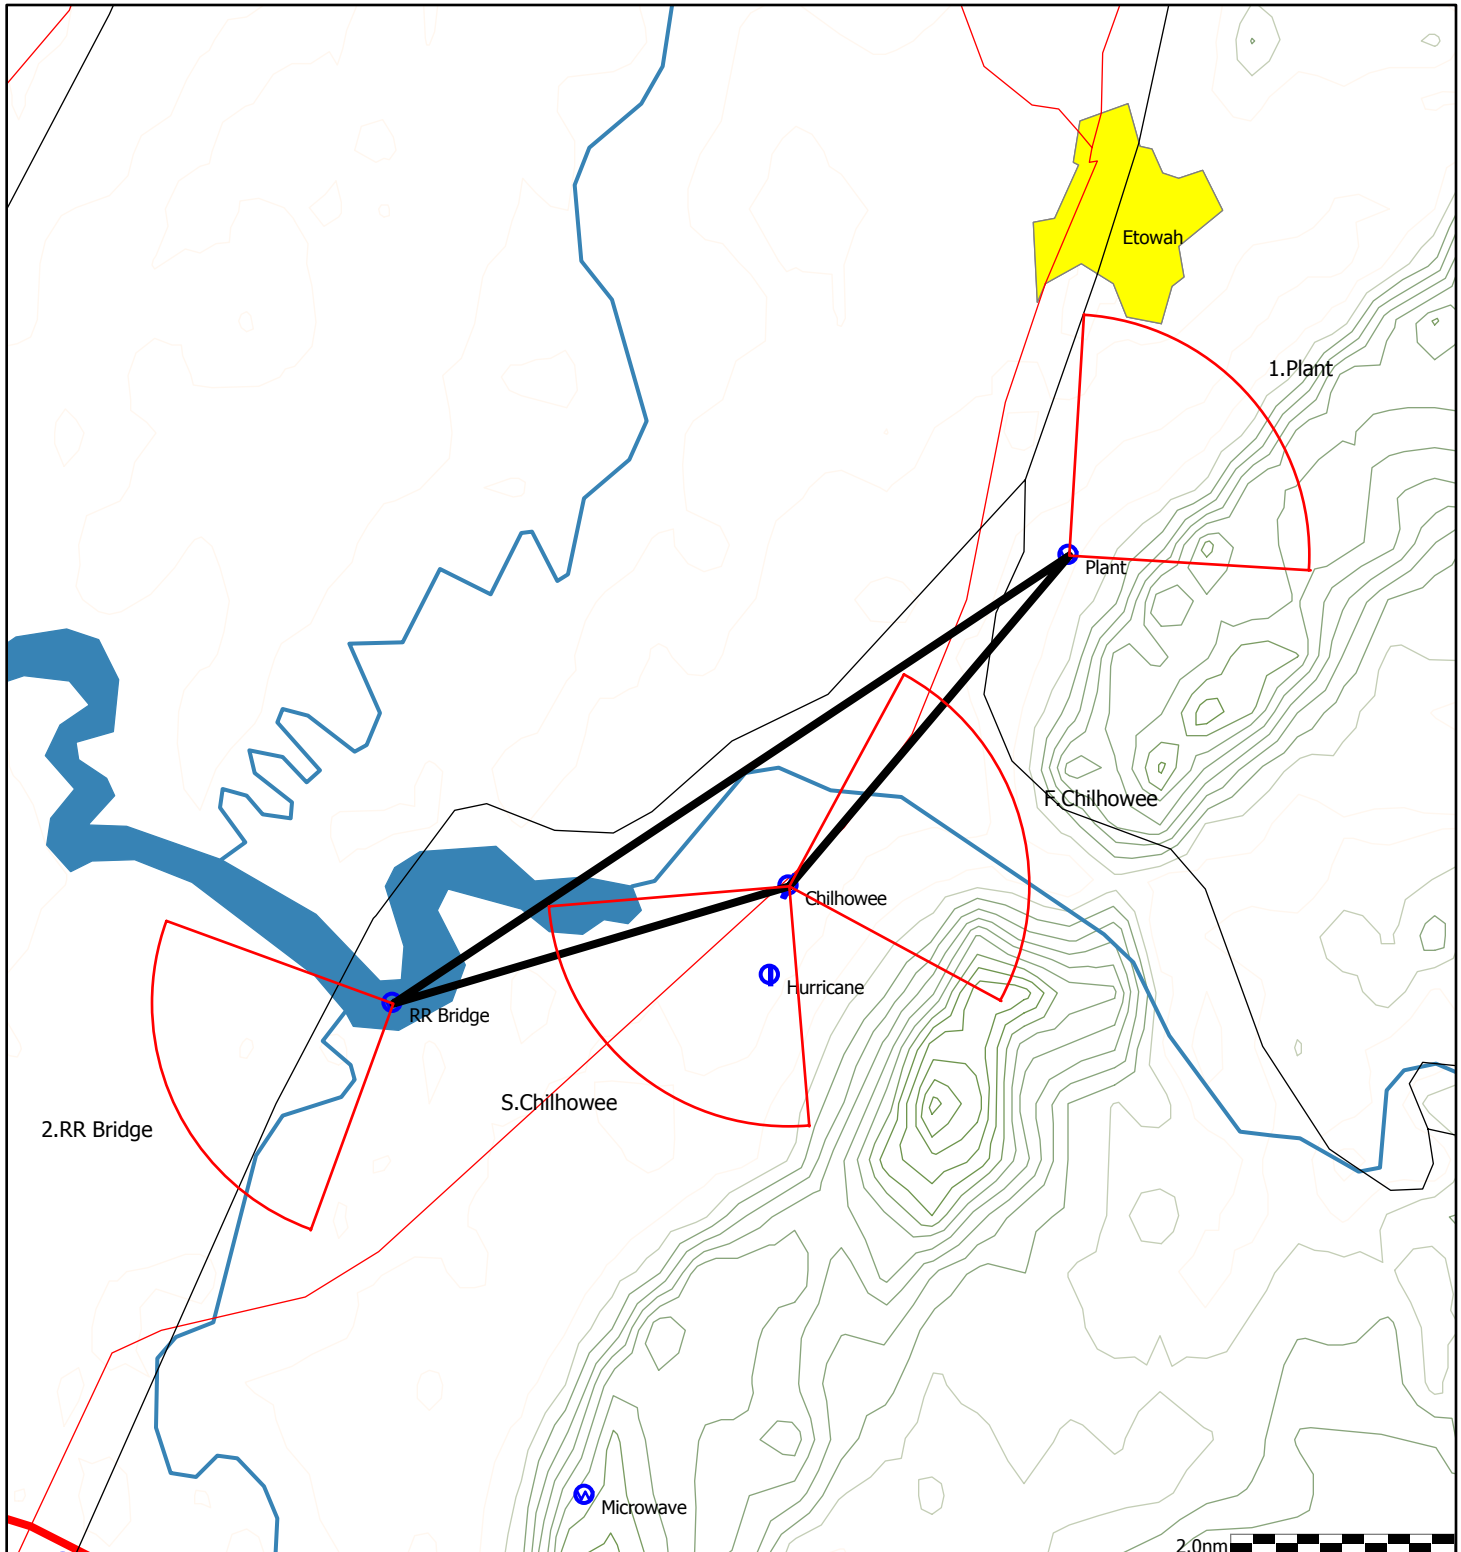 Etowah
1.Plant
Plant
F.Chilhowee
Chilhowee
Hurricane
RR Bridge
S.Chilhowee
2.RR Bridge
Microwave
2.0nm